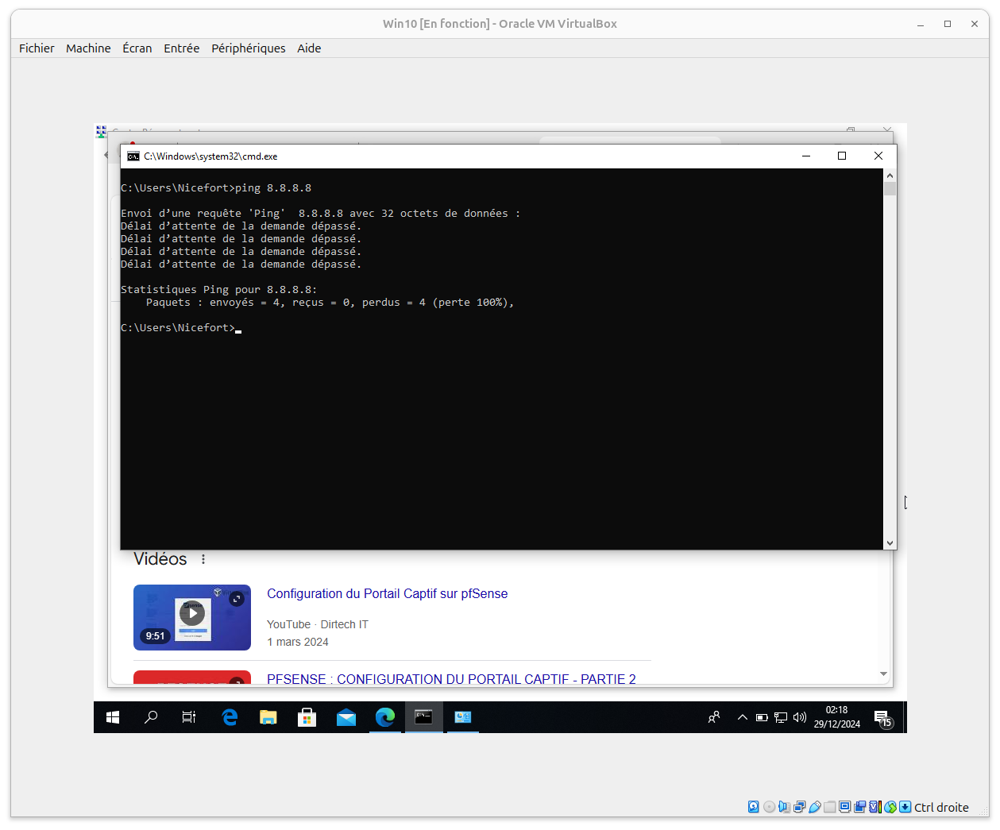 Win10 [En fonction] - Oracle VM VirtualBox
Fichier Machine Écran Entrée Périphériques Aide
C:\Windows\system32\cmd.exe
C:\Users\Nicefort>ping 8.8.8.8
Envoi d’une requête 'Ping'  8.8.8.8 avec 32 octets de données :
Délai d’attente de la demande dépassé.
Délai d’attente de la demande dépassé.
Délai d’attente de la demande dépassé.
Délai d’attente de la demande dépassé.
Statistiques Ping pour 8.8.8.8:
    Paquets : envoyés = 4, reçus = 0, perdus = 4 (perte 100%),
C:\Users\Nicefort>
Vidéos
Configuration du Portail Captif sur pfSense
YouTube · Dirtech IT
9:51
1 mars 2024
PFSENSE : CONFIGURATION DU PORTAIL CAPTIF - PARTIE 2
02:18
29/12/2024
15
Ctrl droite